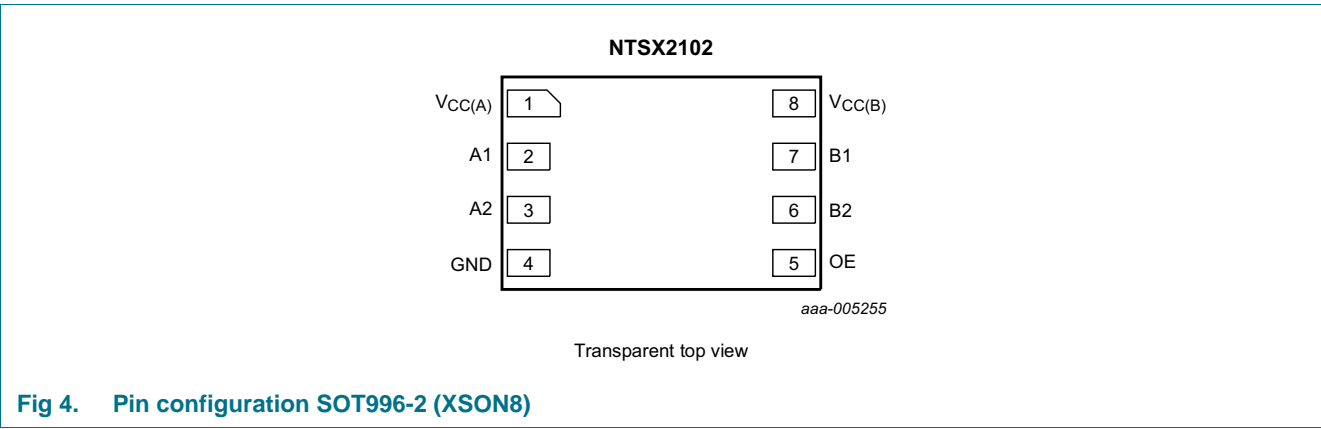 NTSX2102
VCC(A) 1 8 VCC(B)
A1 2 7 B1
A2 3 6 B2
GND 4 5 OE
aaa-005255
Transparent top view
Fig 4. Pin configuration SOT996-2 (XSON8)